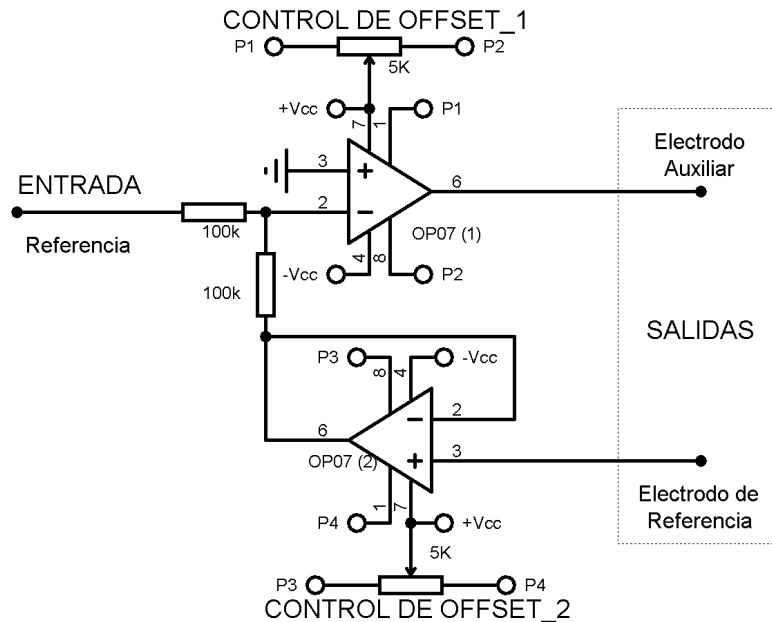 CONTROL DE OFFSET_1
P1
P2
5K
+Vcc
7
1
P1
3
+
ENTRADA
2
−
6
Electrodo
Auxiliar
Referencia
100k
OP07 (1)
4
8
-Vcc
P2
100k
SALIDAS
P3
8
4
-Vcc
−
2
6
OP07 (2)
+
3
Electrodo de
Referencia
P4
1
7
+Vcc
5K
P3
P4
CONTROL DE OFFSET_2